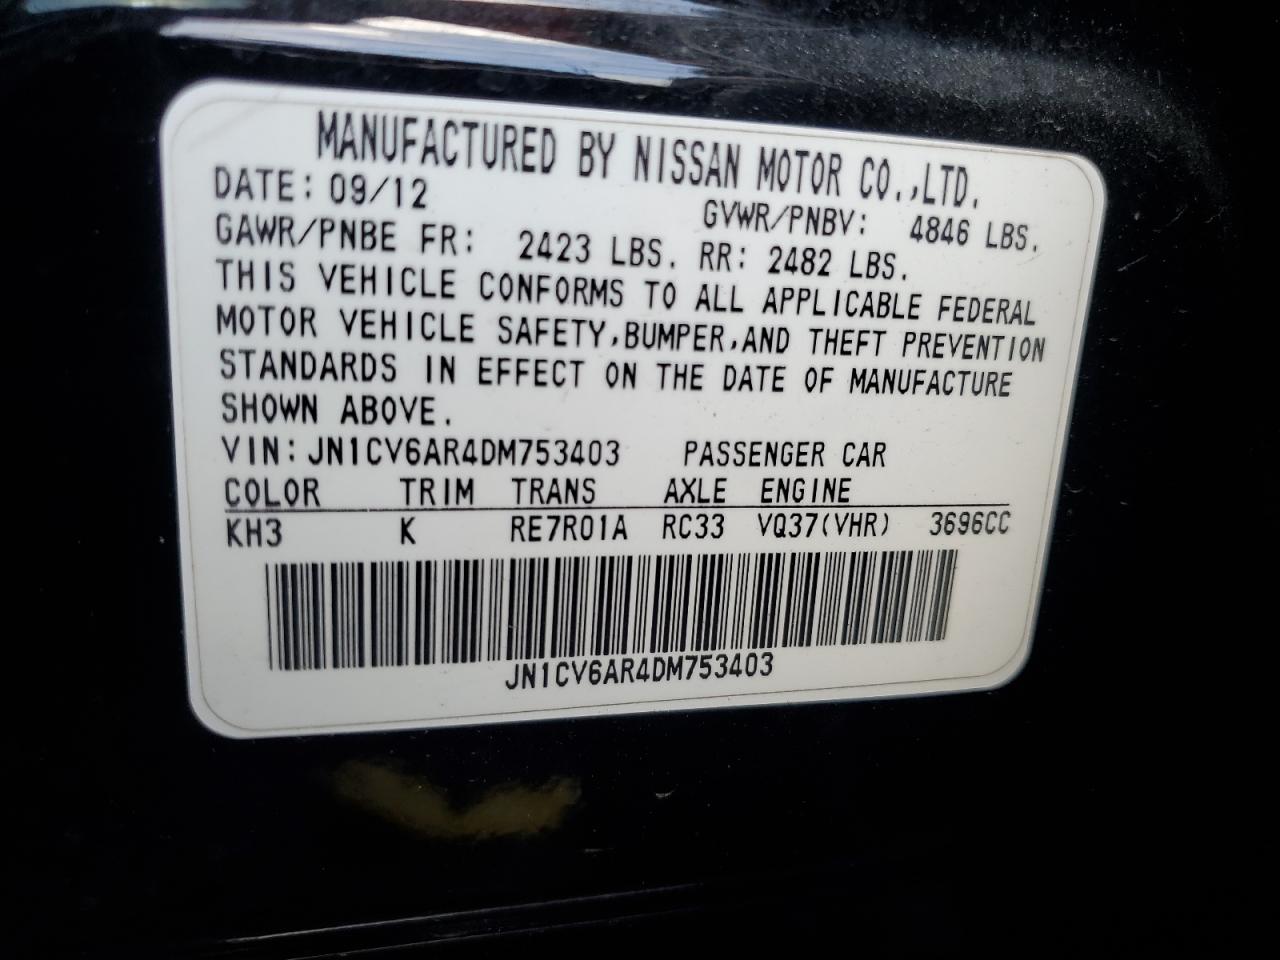 MANUFACTURED BY NISSAN MOTOR CO.,LTD.
DATE: 09/12 GVWR/PNBV: 4846 LBS.
GAWR/PNBE FR: 2423 LBS. RR: 2482 LBS.
THIS VEHICLE CONFORMS TO ALL APPLICABLE FEDERAL
MOTOR VEHICLE SAFETY,BUMPER,AND THEFT PREVENTION
STANDARDS IN EFFECT ON THE DATE OF MANUFACTURE
SHOWN ABOVE.
VIN: JN1CV6AR4DM753403 PASSENGER CAR
COLOR TRIM TRANS AXLE ENGINE
KH3 K RE7R01A RC33 VQ37(VHR) 3696CC
JN1CV6AR4DM753403